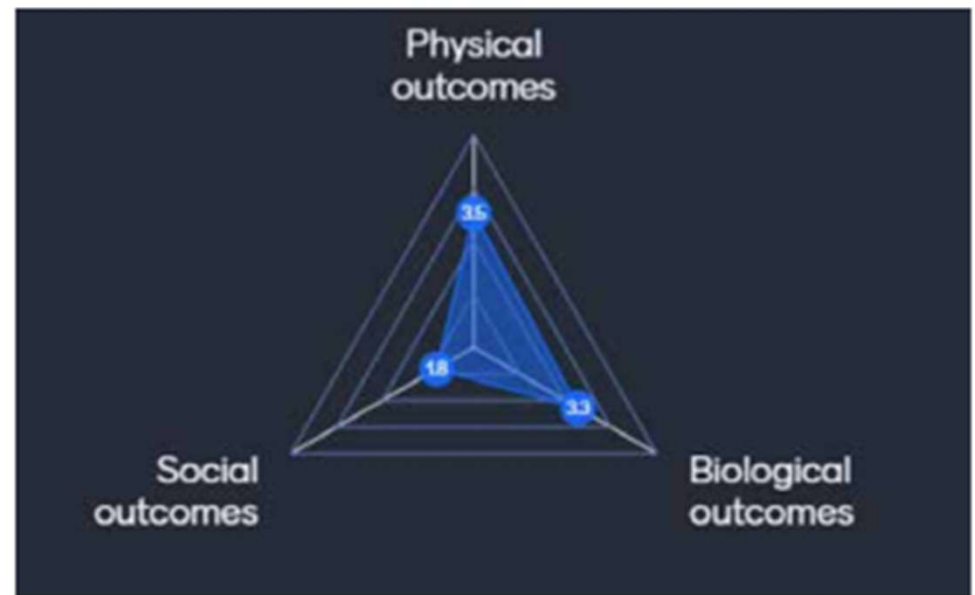 Physical
outcomes
3.5
1.8
3.3
Social
outcomes
Biological
outcomes